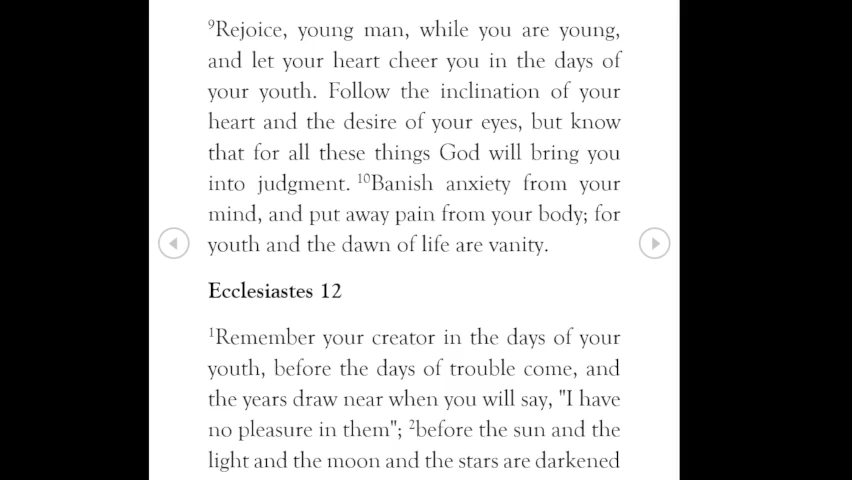 ⁹Rejoice, young man, while you are young,
and let your heart cheer you in the days of
your youth. Follow the inclination of your
heart and the desire of your eyes, but know
that for all these things God will bring you
into judgment. ¹⁰Banish anxiety from your
mind, and put away pain from your body; for
youth and the dawn of life are vanity.
Ecclesiastes 12
¹Remember your creator in the days of your
youth, before the days of trouble come, and
the years draw near when you will say, "I have
no pleasure in them"; ²before the sun and the
light and the moon and the stars are darkened